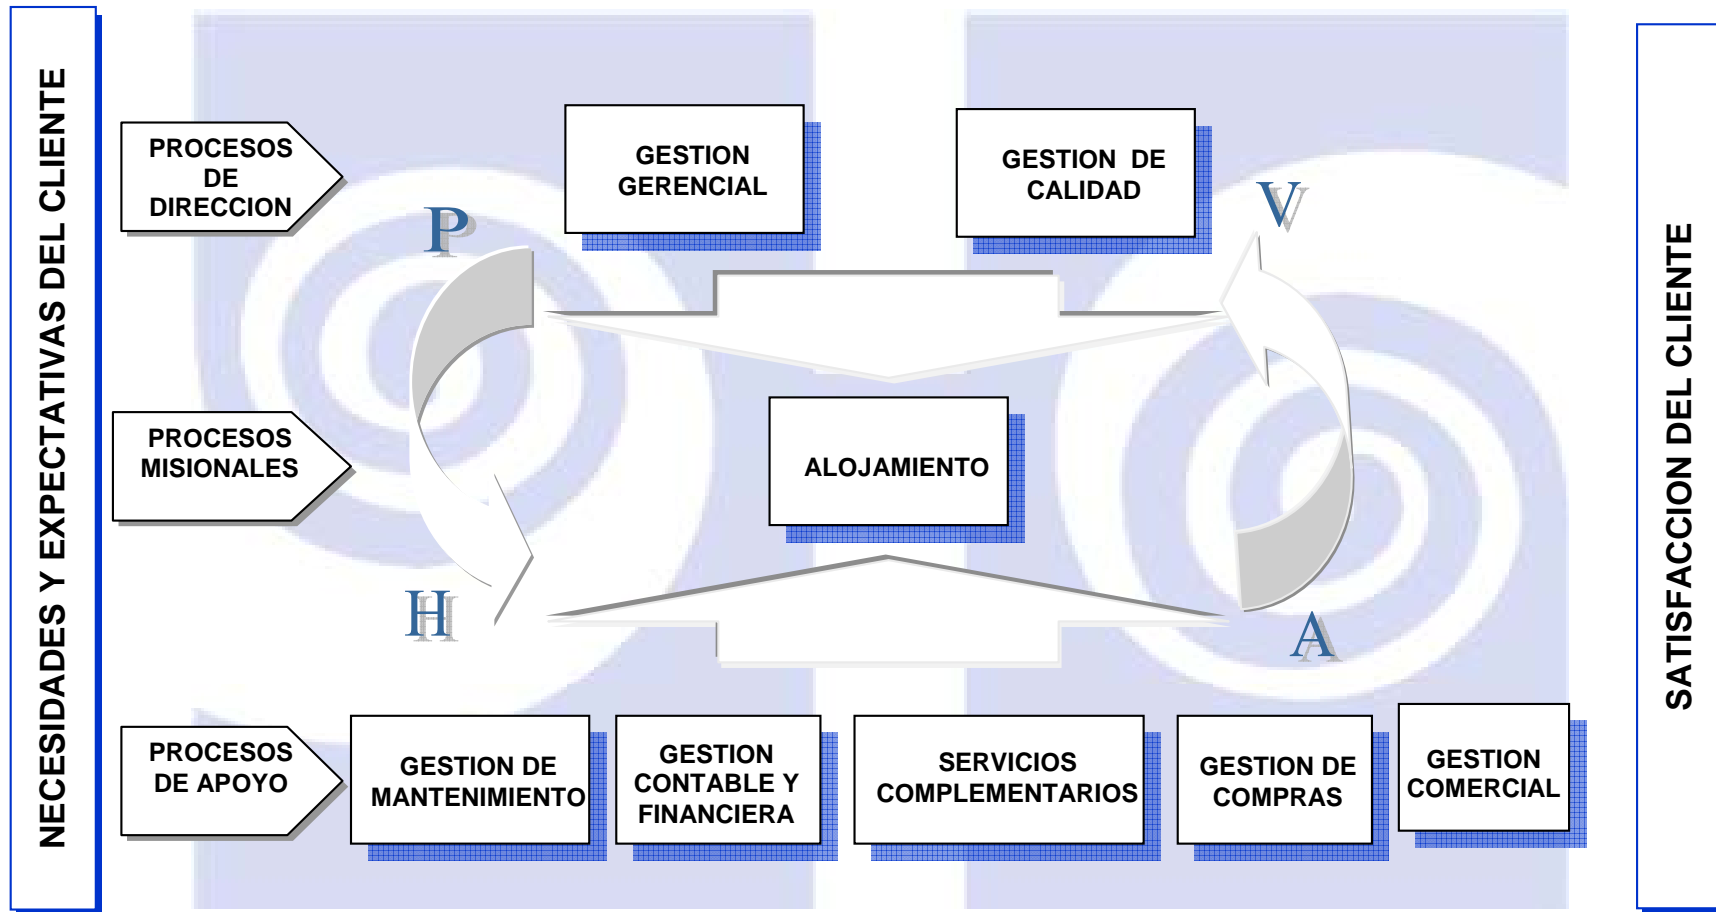 NECESIDADES Y EXPECTATIVAS DEL CLIENTE
PROCESOS
DE
DIRECCION
GESTION
GERENCIAL
GESTION DE
CALIDAD
P
V
PROCESOS
MISIONALES
ALOJAMIENTO
H
A
PROCESOS
DE APOYO
GESTION DE
MANTENIMIENTO
GESTION
CONTABLE Y
FINANCIERA
SERVICIOS
COMPLEMENTARIOS
GESTION DE
COMPRAS
GESTION
COMERCIAL
SATISFACCION DEL CLIENTE